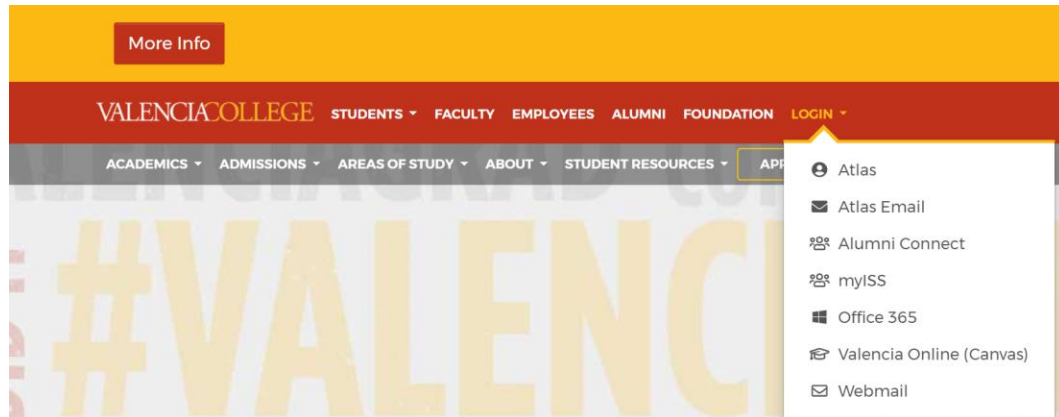 More Info
VALENCIACOLLEGE STUDENTS FACULTY EMPLOYEES ALUMNI FOUNDATION LOGIN
ACADEMICS ADMISSIONS AREAS OF STUDY ABOUT STUDENT RESOURCES
Atlas
Atlas Email
Alumni Connect
myISS
Office 365
Valencia Online (Canvas)
Webmail
#VALENC